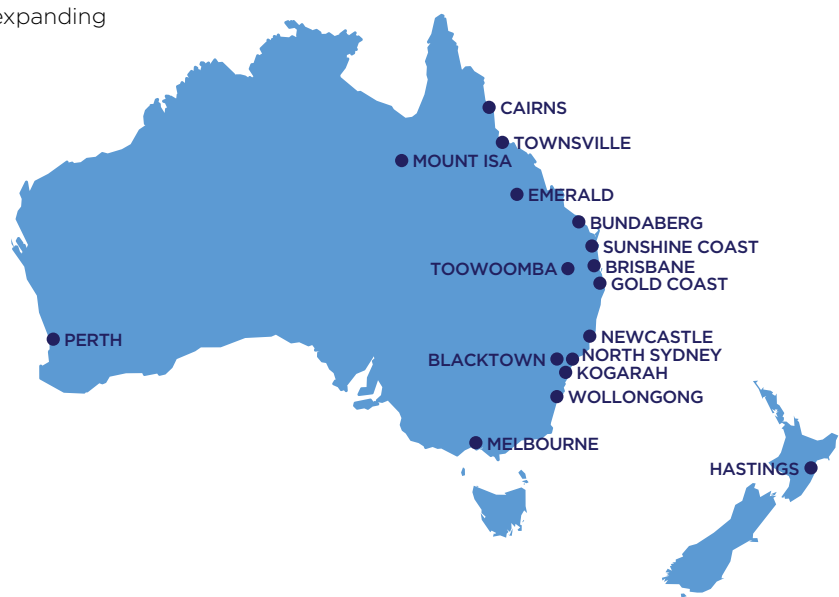 expanding
CAIRNS
TOWNSVILLE
MOUNT ISA
EMERALD
BUNDABERG
SUNSHINE COAST
TOOWOOMBA
BRISBANE
GOLD COAST
NEWCASTLE
PERTH
BLACKTOWN
NORTH SYDNEY
KOGARAH
WOLLONGONG
MELBOURNE
HASTINGS